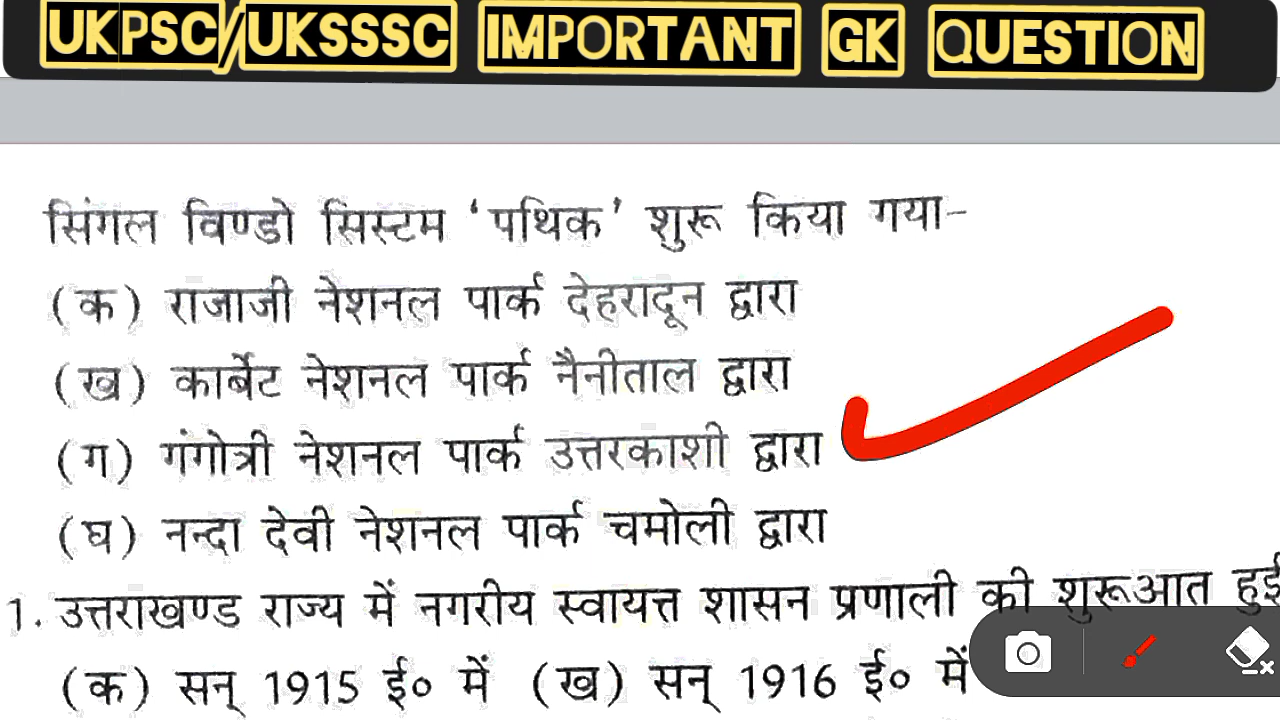 UKPSC/UKSSSC IMPORTANT GK QUESTION
सिंगल विण्डो सिस्टम 'पथिक' शुरू किया गया-
(क) राजाजी नेशनल पार्क देहरादून द्वारा
(ख) कार्बेट नेशनल पार्क नैनीताल द्वारा
(ग) गंगोत्री नेशनल पार्क उत्तरकाशी द्वारा
(घ) नन्दा देवी नेशनल पार्क चमोली द्वारा
1. उत्तराखण्ड राज्य में नगरीय स्वायत्त शासन प्रणाली की शुरूआत हुई
(क) सन् 1915 ई० में (ख) सन् 1916 ई० में